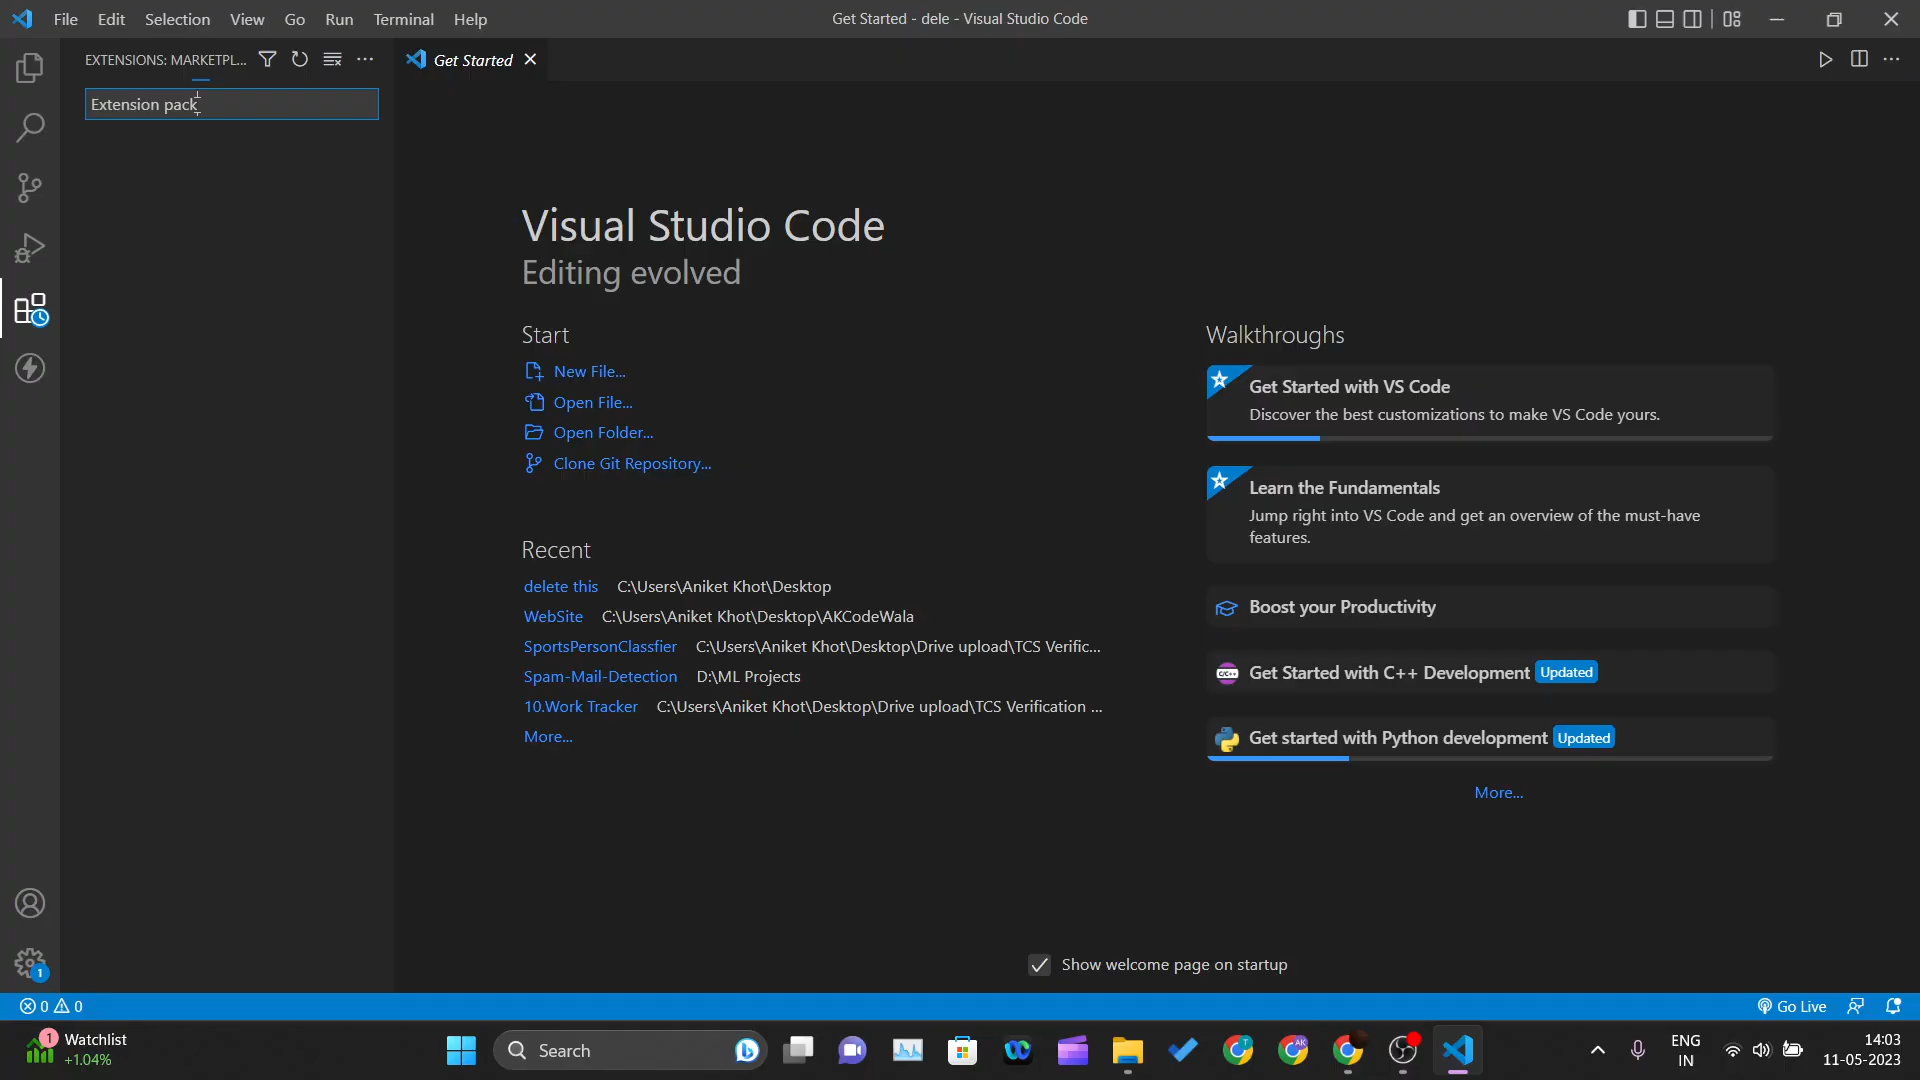 File Edit Selection View Go Run Terminal Help
Get Started - dele - Visual Studio Code
EXTENSIONS: MARKETPL...
Get Started
Extension pack
Visual Studio Code
Editing evolved
Start
New File...
Open File...
Open Folder...
Clone Git Repository...
Recent
delete this C:\Users\Aniket Khot\Desktop
WebSite C:\Users\Aniket Khot\Desktop\AKCodeWala
SportsPersonClassfier C:\Users\Aniket Khot\Desktop\Drive upload\TCS Verific...
Spam-Mail-Detection D:\ML Projects
10.Work Tracker C:\Users\Aniket Khot\Desktop\Drive upload\TCS Verification ...
More...
Walkthroughs
Get Started with VS Code
Discover the best customizations to make VS Code yours.
Learn the Fundamentals
Jump right into VS Code and get an overview of the must-have
features.
Boost your Productivity
C/C++ Get Started with C++ Development Updated
Get started with Python development Updated
More...
Show welcome page on startup
1
0 0
Go Live
1 Watchlist
+1.04%
Search
T
AK
ENG
IN
14:03
11-05-2023